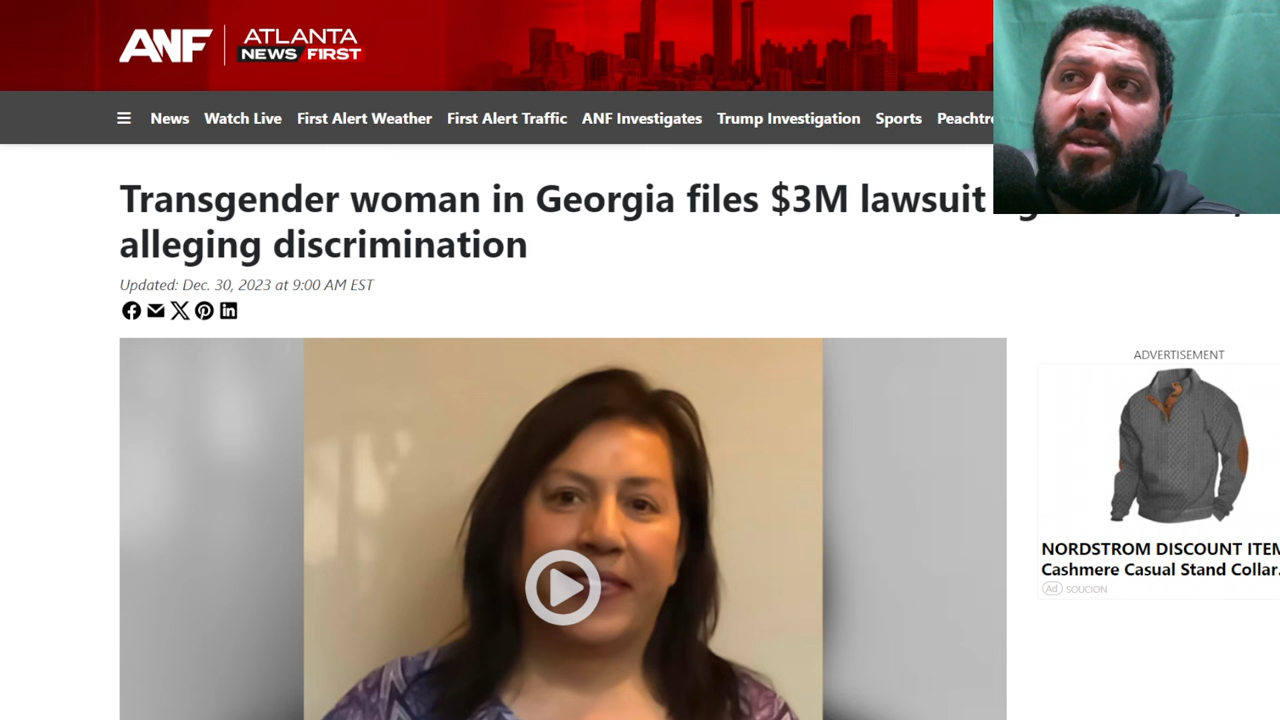 ANF ATLANTA
NEWS FIRST
News Watch Live First Alert Weather First Alert Traffic ANF Investigates Trump Investigation Sports
Transgender woman in Georgia files $3M lawsuit
alleging discrimination
Updated: Dec. 30, 2023 at 9:00 AM EST
ADVERTISEMENT
NORDSTROM DISCOUNT
Cashmere Casual Stand Collar.
Ad SOUCION